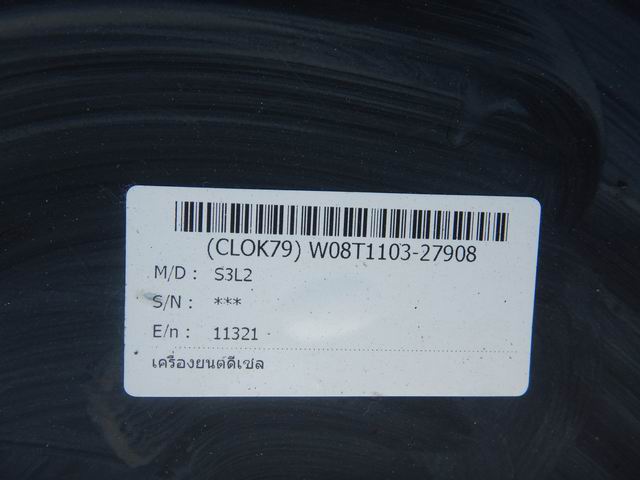 (CLOK79) W08T1103-27908
M/D : S3L2
S/N : ***
E/n : 11321
เครื่องยนต์ดีเซล